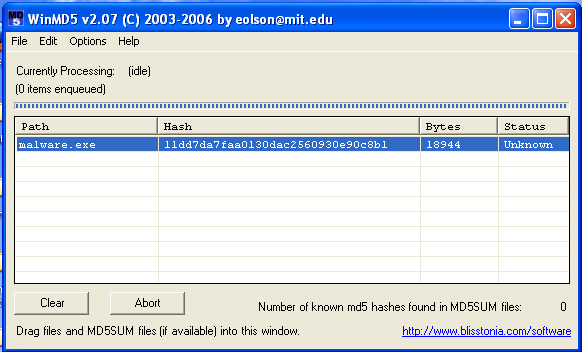 MD5 WinMD5 v2.07 (C) 2003-2006 by eolson@mit.edu
File Edit Options Help
Currently Processing: (idle)
(0 items enqueued)
Path Hash Bytes Status
malware.exe 11dd7da7faa0130dac2560930e90c8b1 18944 Unknown
Clear Abort Number of known md5 hashes found in MD5SUM files: 0
Drag files and MD5SUM files (if available) into this window. http://www.blisstonia.com/software